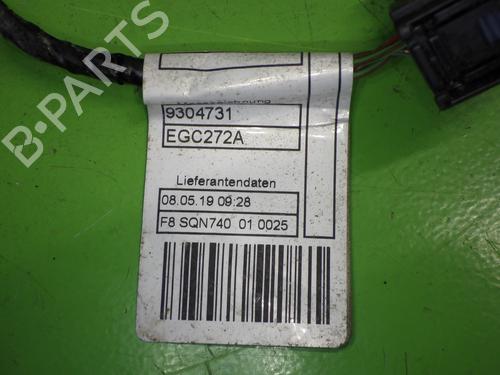 9304731
EGC272A
Lieferantendaten
08.05.19 09:28
F8 SQN740 01 0025
B-PARTS